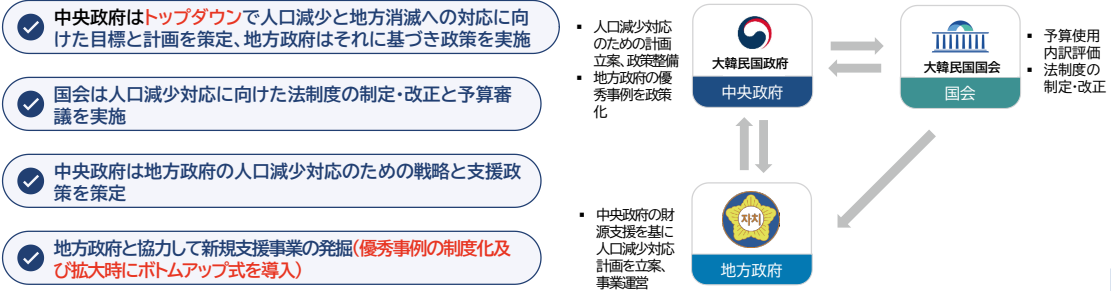 中央政府はトップダウンで人口減少と地方消滅への対応に向
けた目標と計画を策定、地方政府はそれに基づき政策を実施
国会は人口減少対応に向けた法制度の制定・改正と予算審
議を実施
中央政府は地方政府の人口減少対応のための戦略と支援政
策を策定
地方政府と協力して新規支援事業の発掘(優秀事例の制度化及
び拡大時にボトムアップ式を導入)
▪ 人口減少対応
のための計画
立案、政策整備
▪ 地方政府の優
秀事例を政策
化
大韓民国政府
中央政府
大韓民国国会
国会
▪ 予算使用
内訳評価
▪ 法制度の
制定・改正
▪ 中央政府の財
源支援を基に
人口減少対応
計画を立案、
事業運営
자치
地方政府